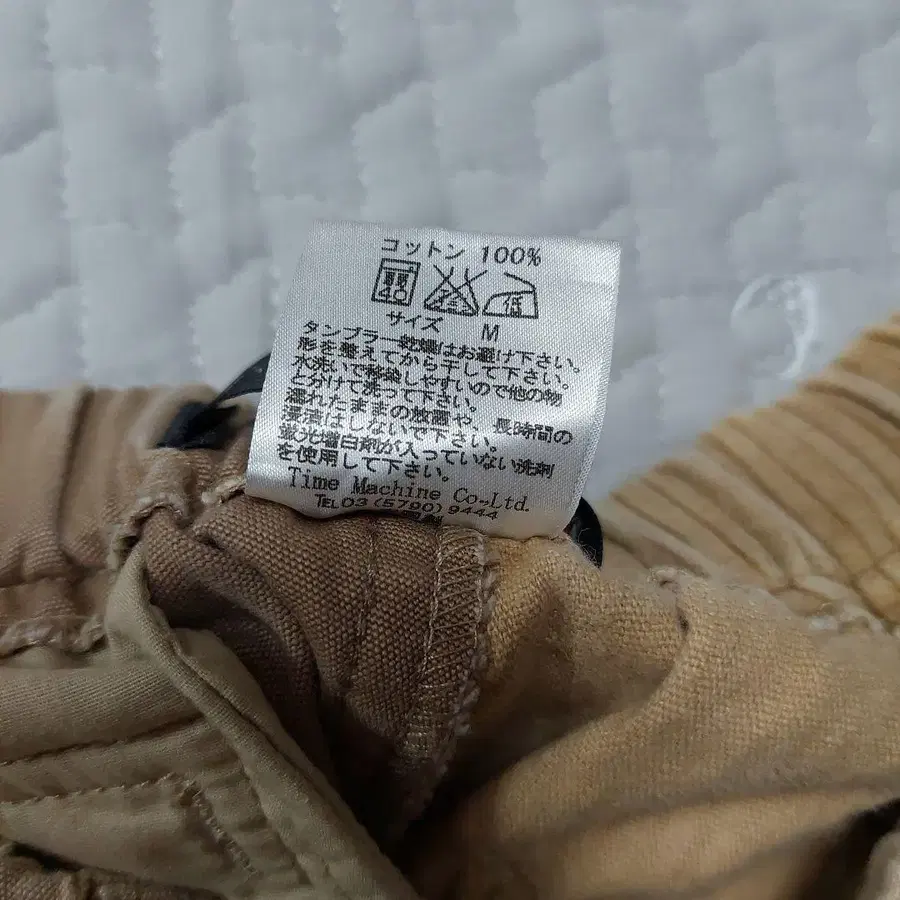 コットン 100%
弱 40 低
サイズ M
タンブラー乾燥はお避け下さい。
形を整えてから干して下さい。
水洗いで移染しやすいので他の物
と分けて洗って下さい。
濡れたままの放置や、長時間の
浸漬はしないで下さい。
蛍光増白剤が入っていない洗剤
を使用して下さい。
Time Machine Co-Ltd.
TEL03(5790)9444